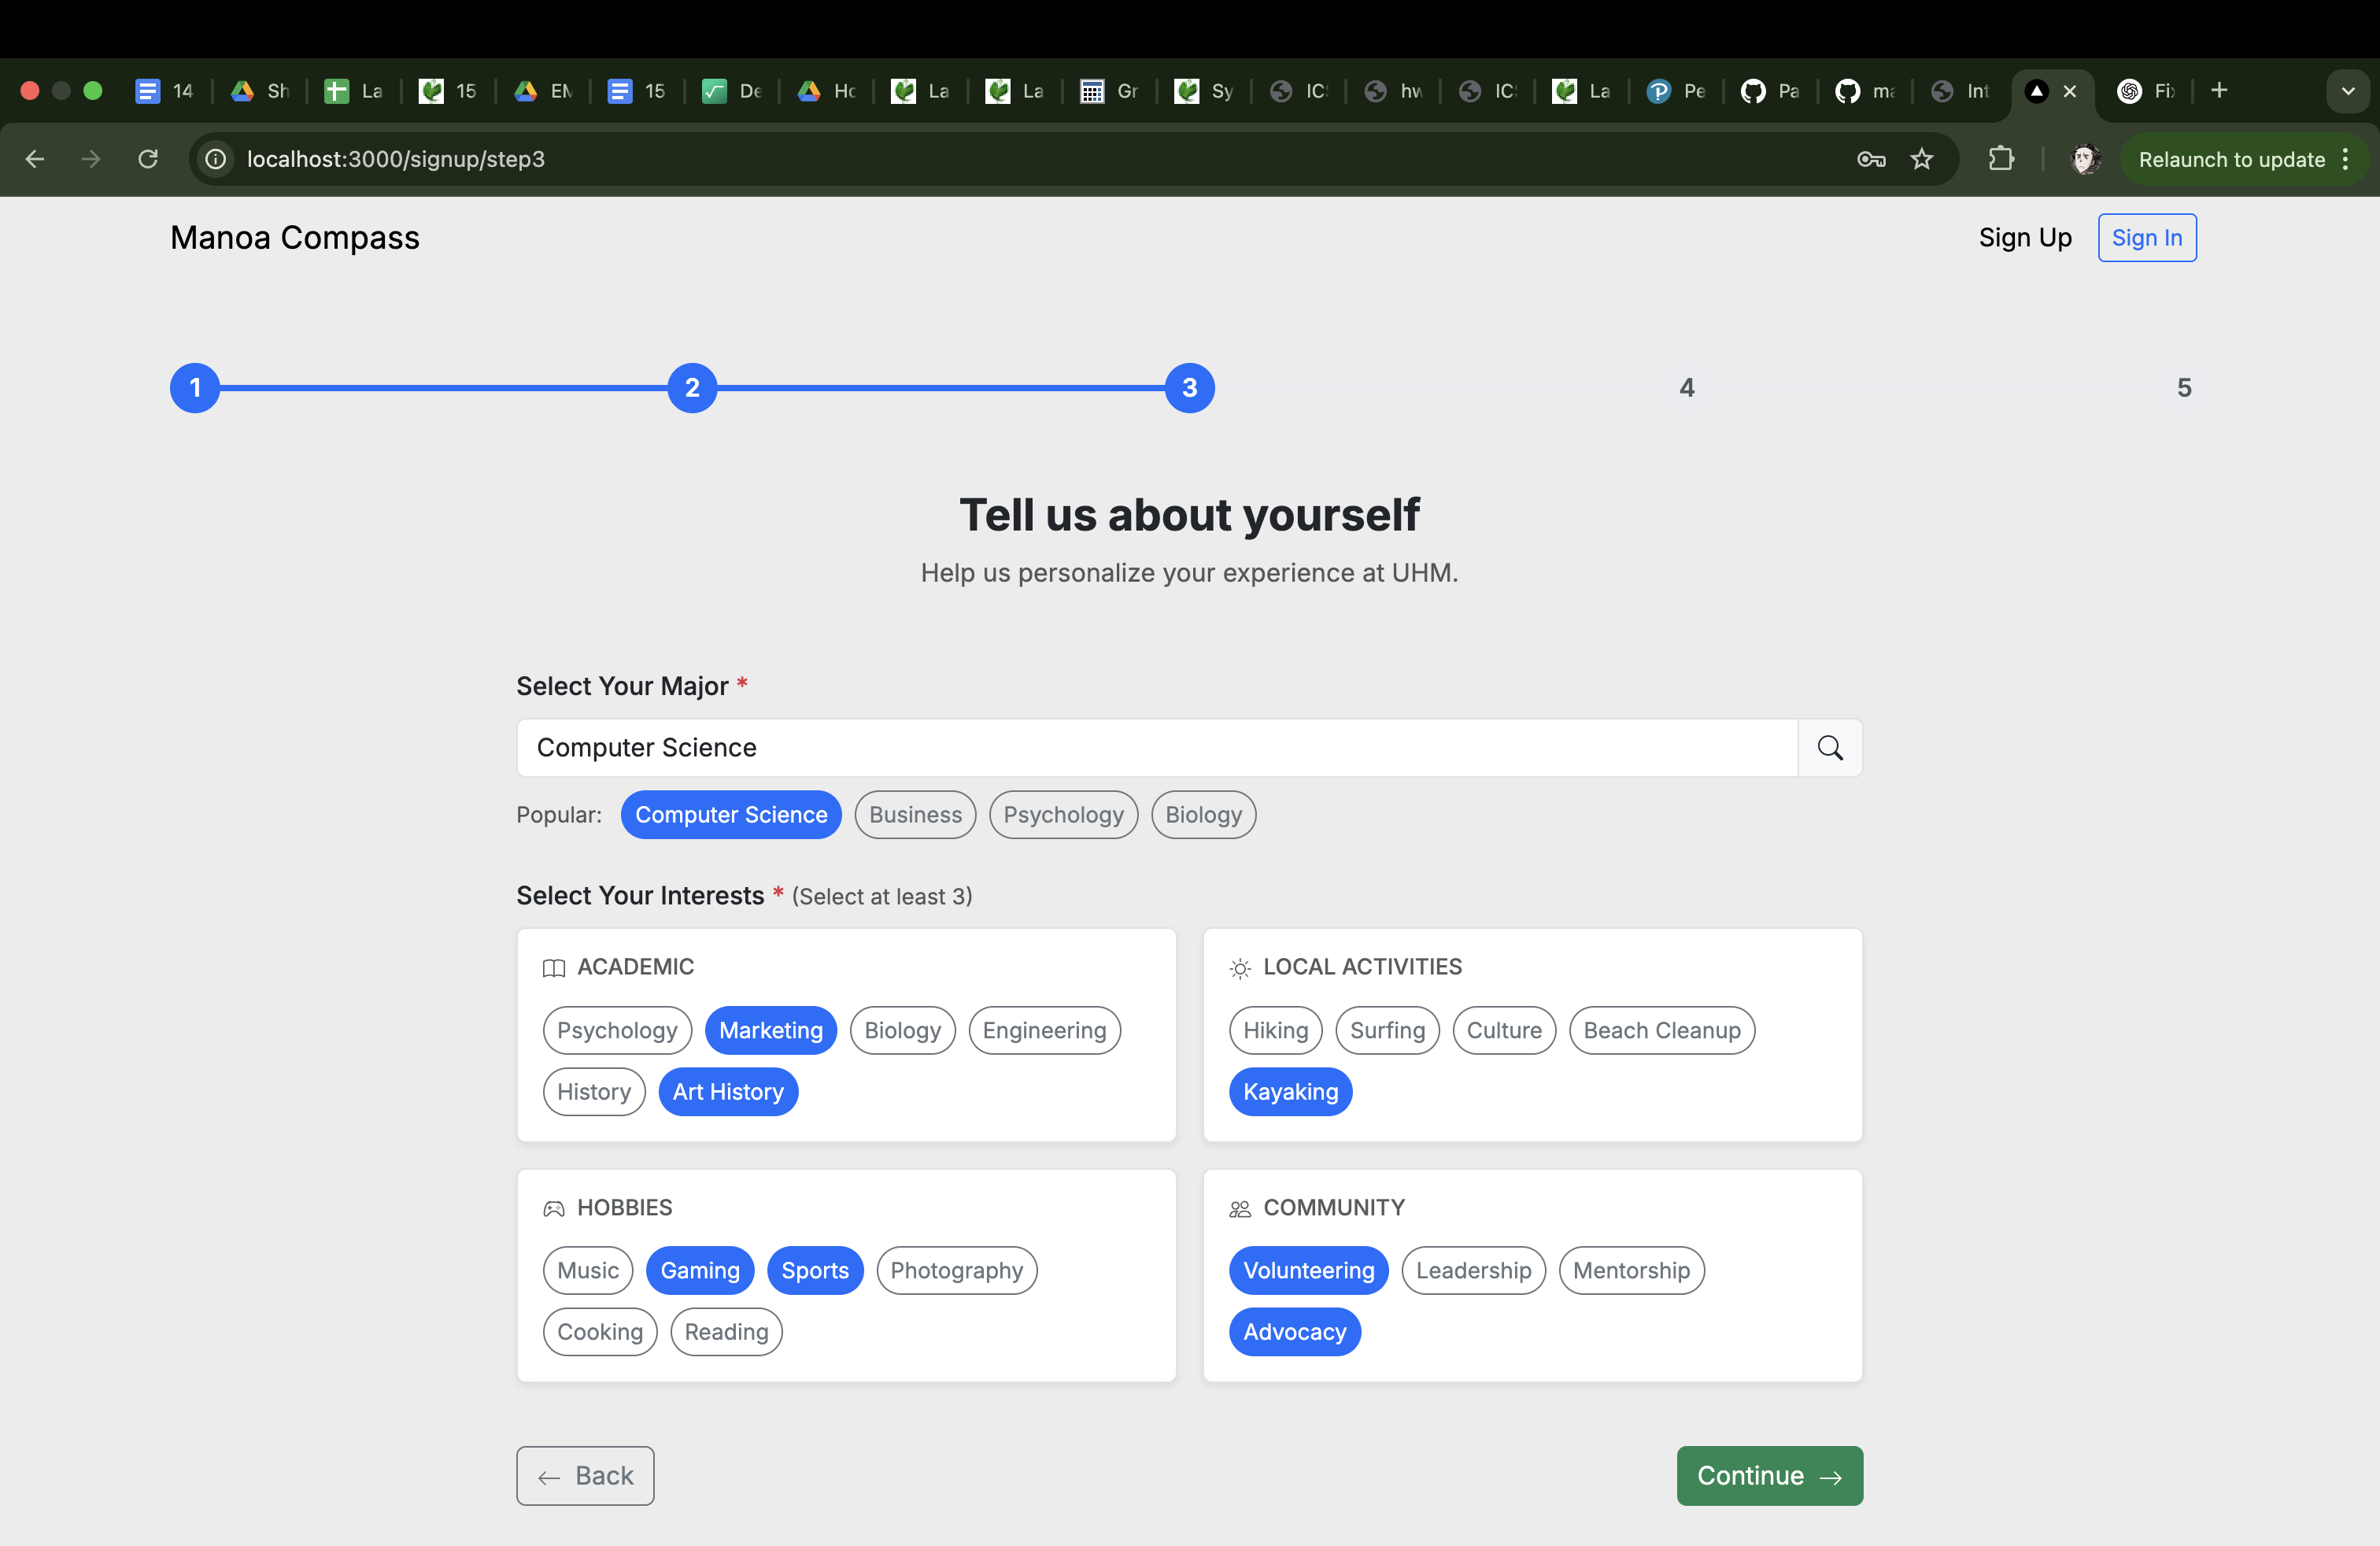 14 Sh La 15 EM 15 De Ho La La Gr Sy IC hw IC La Pe Pa ma Int Fi
localhost:3000/signup/step3 Relaunch to update
Manoa Compass Sign Up Sign In
1 2 3 4 5
Tell us about yourself
Help us personalize your experience at UHM.
Select Your Major *
Computer Science
Popular: Computer Science Business Psychology Biology
Select Your Interests * (Select at least 3)
ACADEMIC
Psychology Marketing Biology Engineering
History Art History
LOCAL ACTIVITIES
Hiking Surfing Culture Beach Cleanup
Kayaking
HOBBIES
Music Gaming Sports Photography
Cooking Reading
COMMUNITY
Volunteering Leadership Mentorship
Advocacy
← Back
Continue →